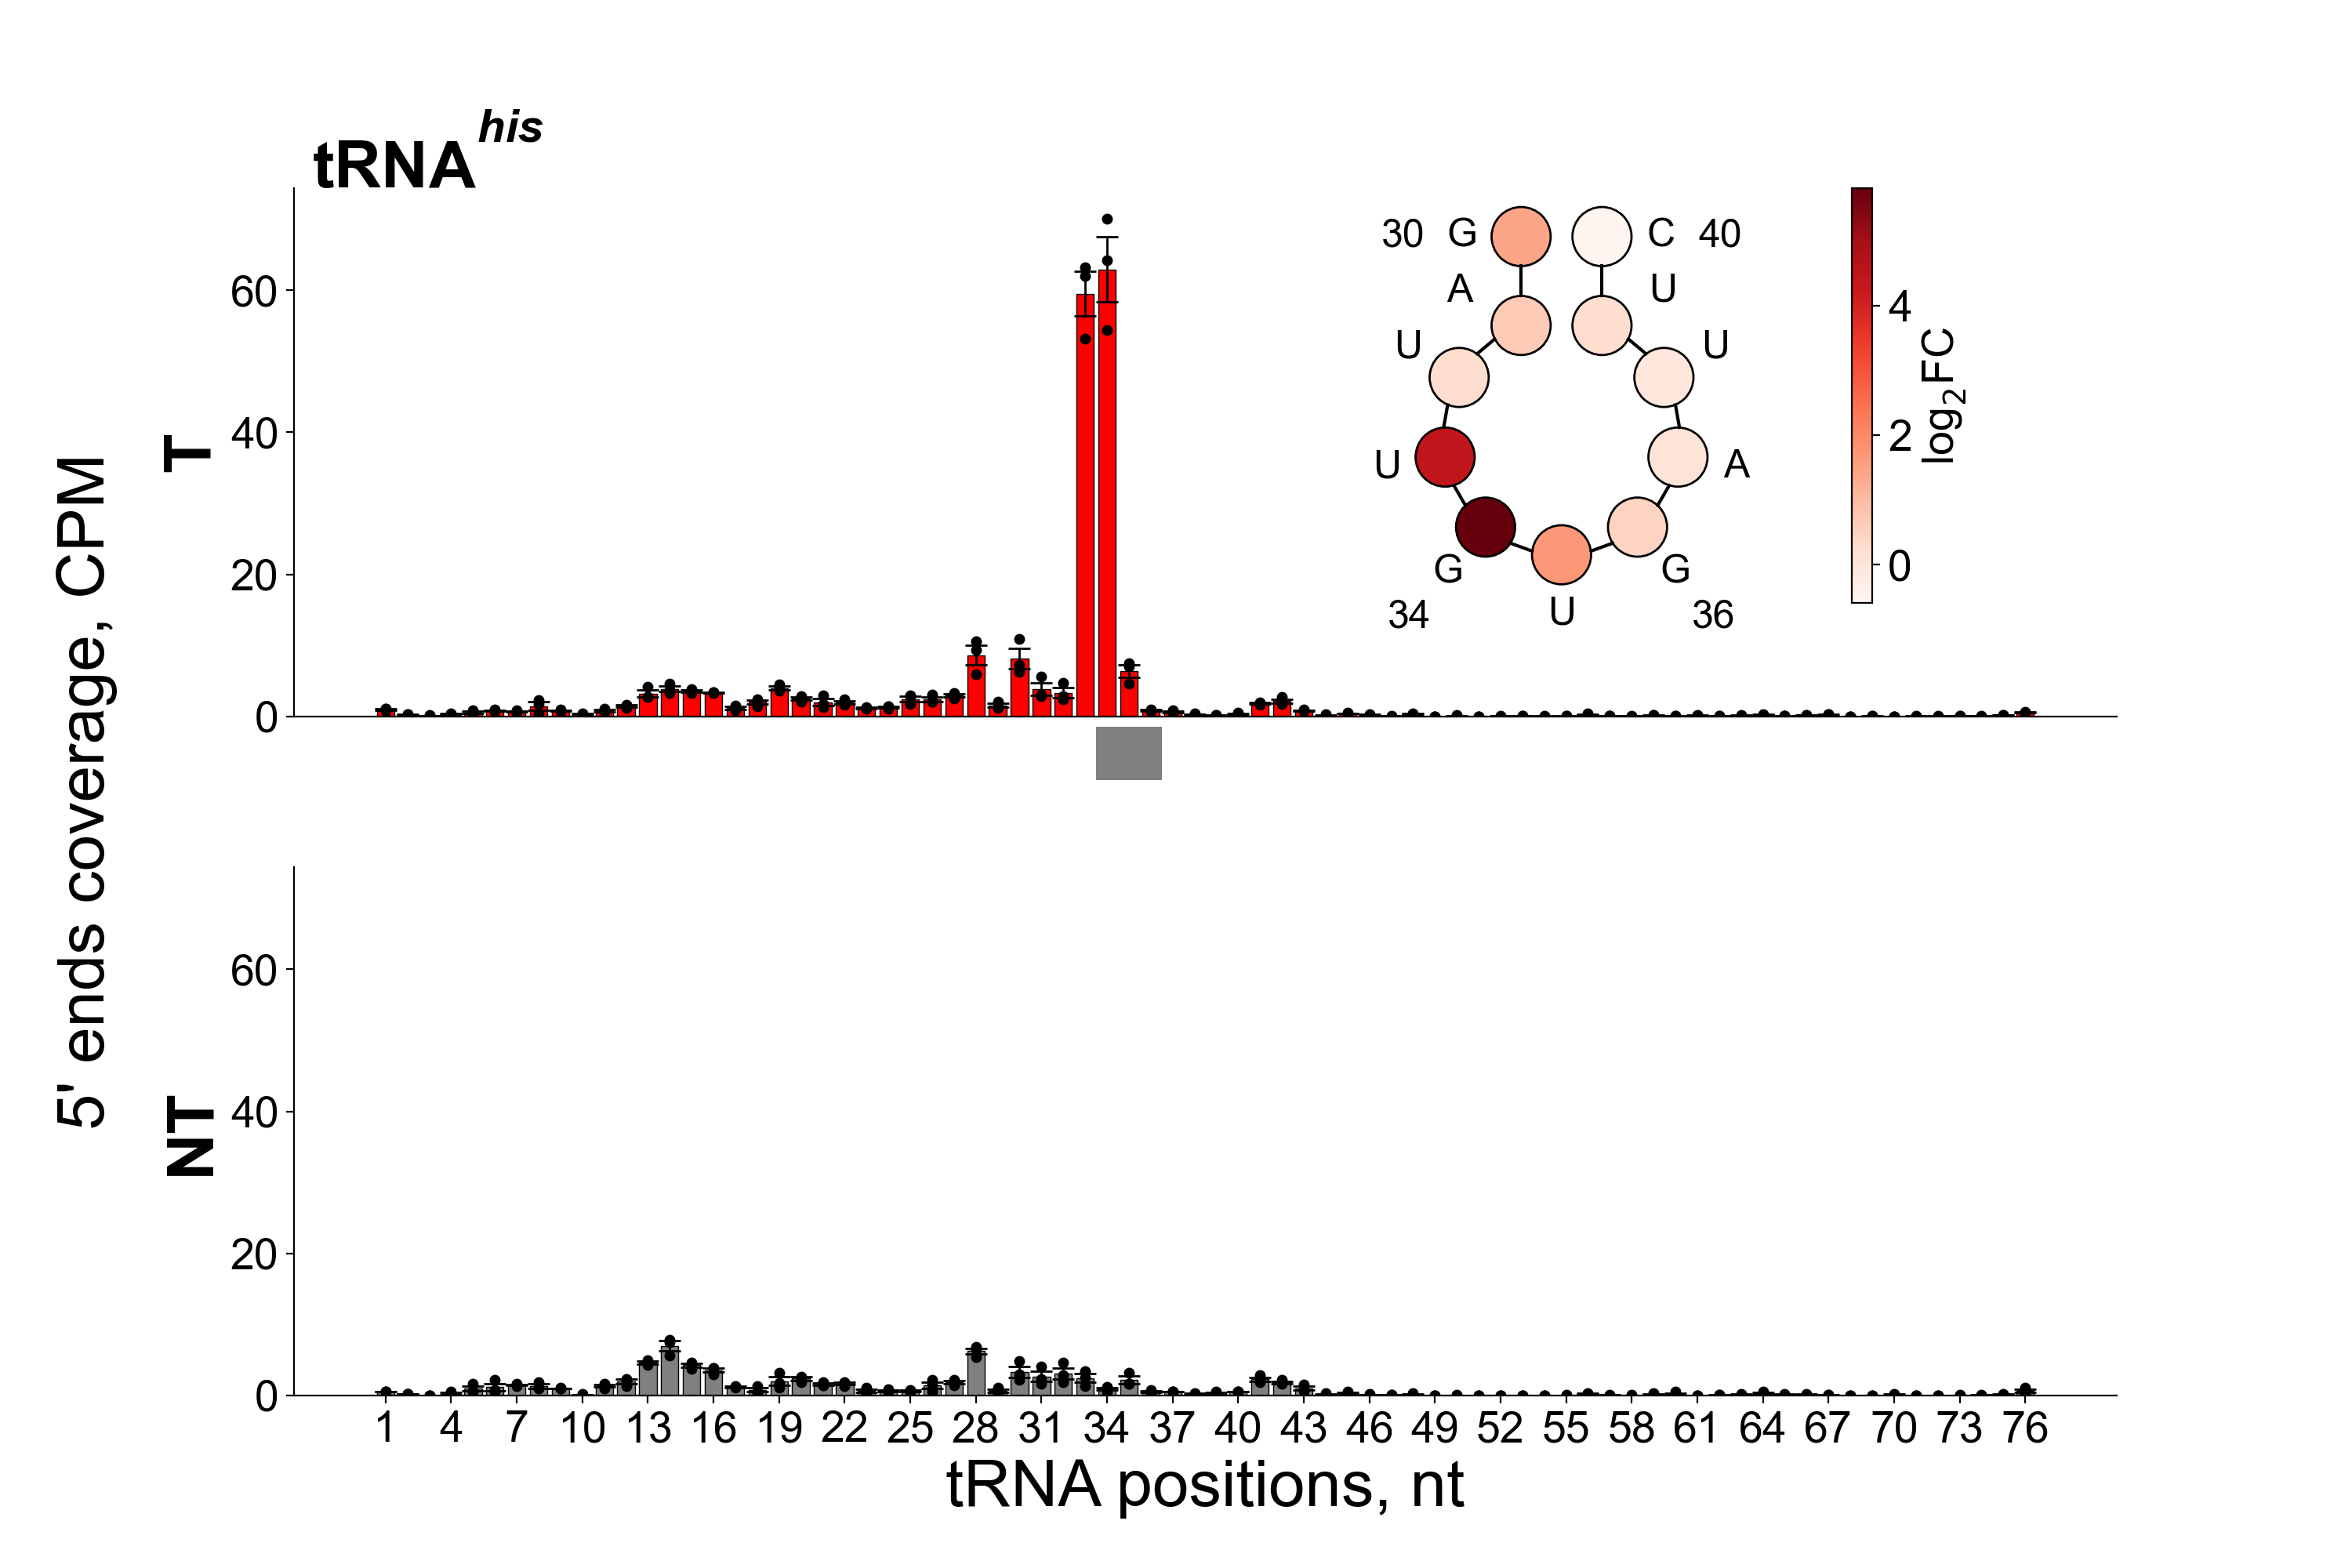 tRNAhis
5' ends coverage, CPM
T
60
40
20
0
30 G C 40
A U
U U
U A
G G
34 U 36
4
2
0
log2FC
NT
60
40
20
0
1 4 7 10 13 16 19 22 25 28 31 34 37 40 43 46 49 52 55 58 61 64 67 70 73 76
tRNA positions, nt